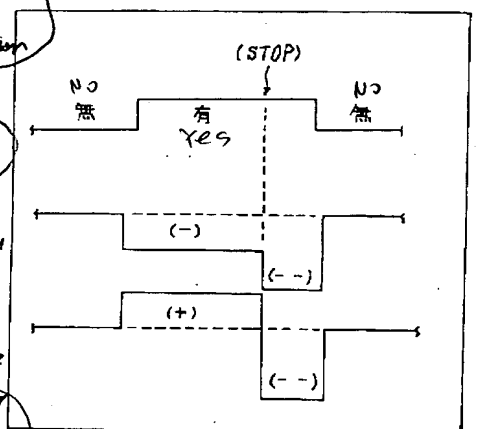 (STOP)
NO NO
無 有 無
Yes
(-)
(--)
(+)
(--)